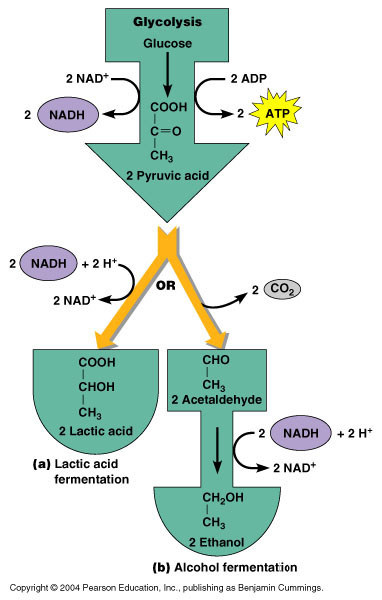 Glycolysis
Glucose
2 NAD⁺
2 ADP
2 NADH
2 ATP
COOH
C=O
CH₃
2 Pyruvic acid
2 NADH + 2 H⁺
2 NAD⁺
OR
2 CO₂
COOH
CHOH
CH₃
2 Lactic acid
(a) Lactic acid
fermentation
CHO
CH₃
2 Acetaldehyde
2 NADH + 2 H⁺
2 NAD⁺
CH₂OH
CH₃
2 Ethanol
(b) Alcohol fermentation
Copyright © 2004 Pearson Education, Inc., publishing as Benjamin Cummings.